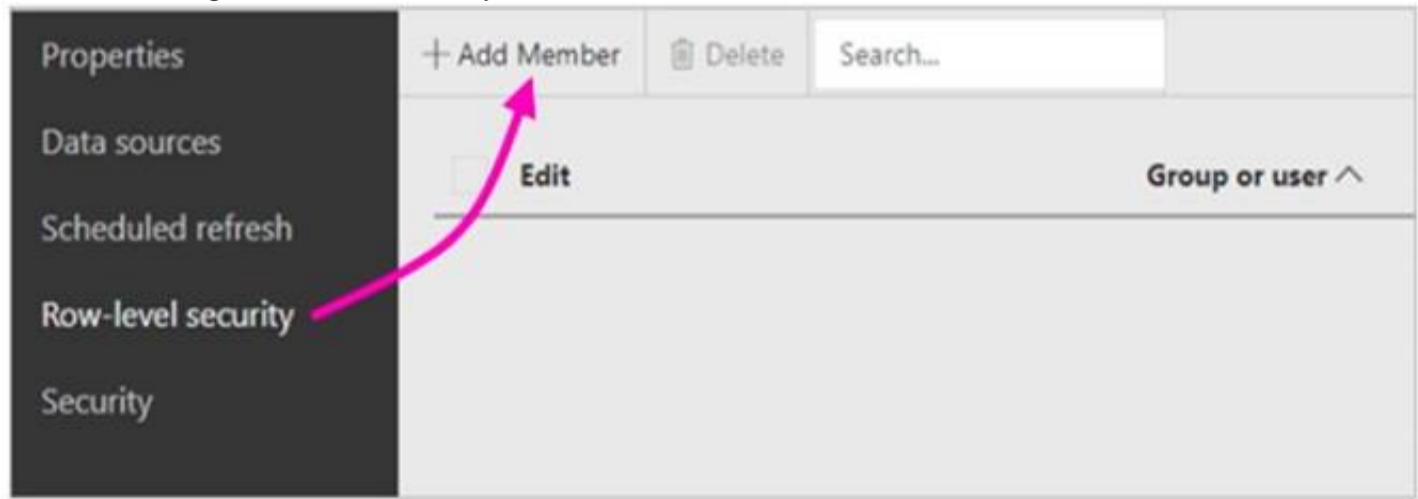 Properties
+ Add Member Delete Search...
Data sources
Edit Group or user
Scheduled refresh
Row-level security
Security